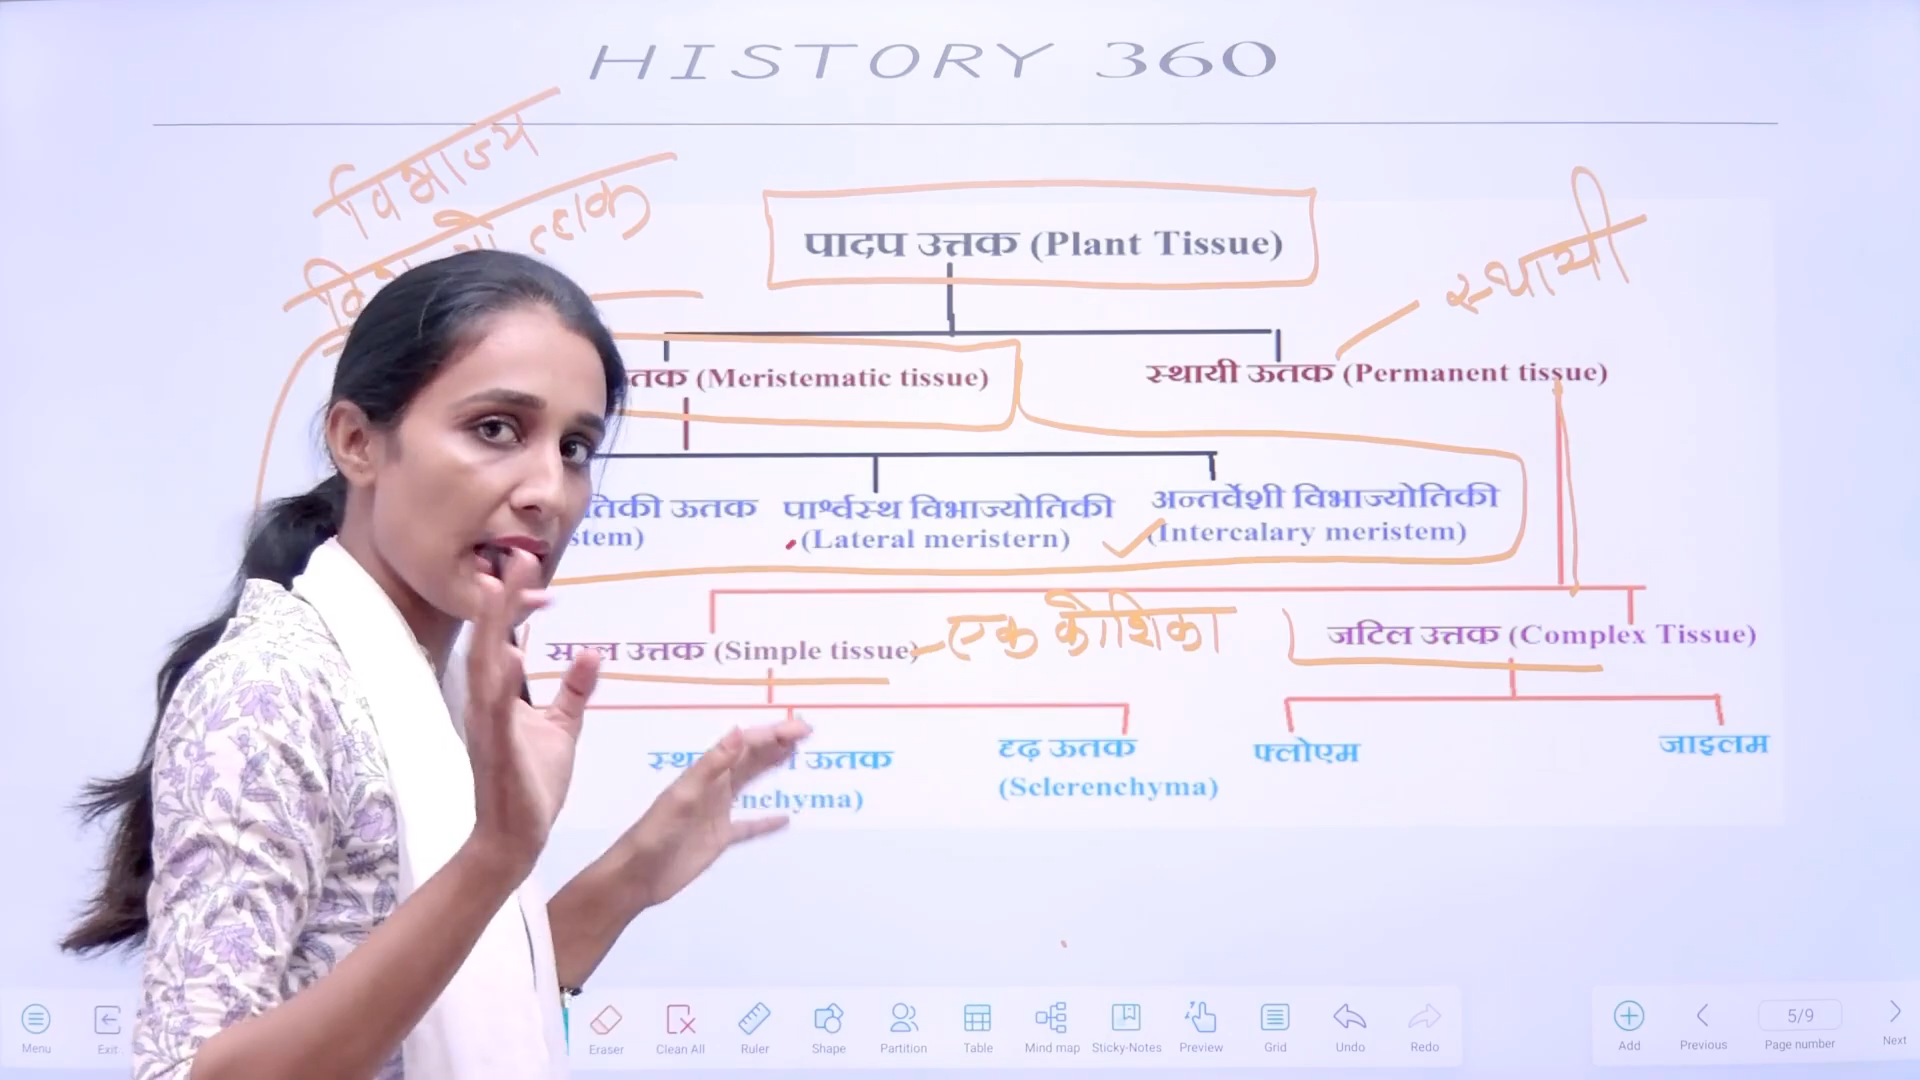 HISTORY 360
विभाज्य
पादप उत्तक (Plant Tissue)
स्थायी
तक (Meristematic tissue)
स्थायी ऊतक (Permanent tissue)
तिकी ऊतक
stem)
पार्श्वस्थ विभाज्योतिकी
(Lateral meristern)
अन्तर्वेशी विभाज्योतिकी
(Intercalary meristem)
उत्तक (Simple tissue)
एक कोशिका
जटिल उत्तक (Complex Tissue)
ऊतक
enchyma)
दृढ़ ऊतक
(Sclerenchyma)
फ्लोएम
जाइलम
Menu
Exit
Eraser
Clean All
Ruler
Shape
Partition
Table
Mind map
Sticky-Notes
Preview
Grid
Undo
Redo
Add
Previous
5/9
Page number
Next